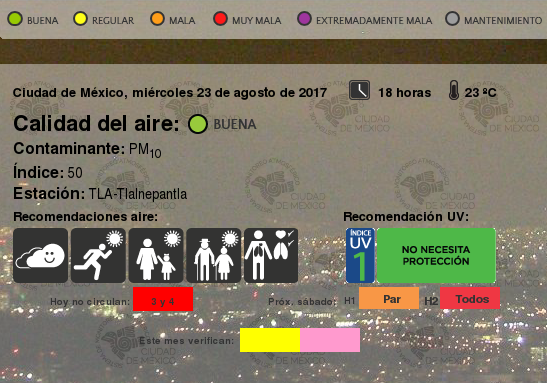 BUENA REGULAR MALA MUY MALA EXTREMADAMENTE MALA MANTENIMIENTO
Ciudad de México, miércoles 23 de agosto de 2017 18 horas 23 ºC
Calidad del aire: BUENA
Contaminante: PM10
Índice: 50
Estación: TLA-Tlalnepantla
Recomendaciones aire: Recomendación UV:
ÍNDICE
UV
1
NO NECESITA
PROTECCIÓN
Hoy no circulan: 3 y 4 Próx. sábado: H1 Par H2 Todos
Este mes verifican:
CIUDAD
DE MÉXICO